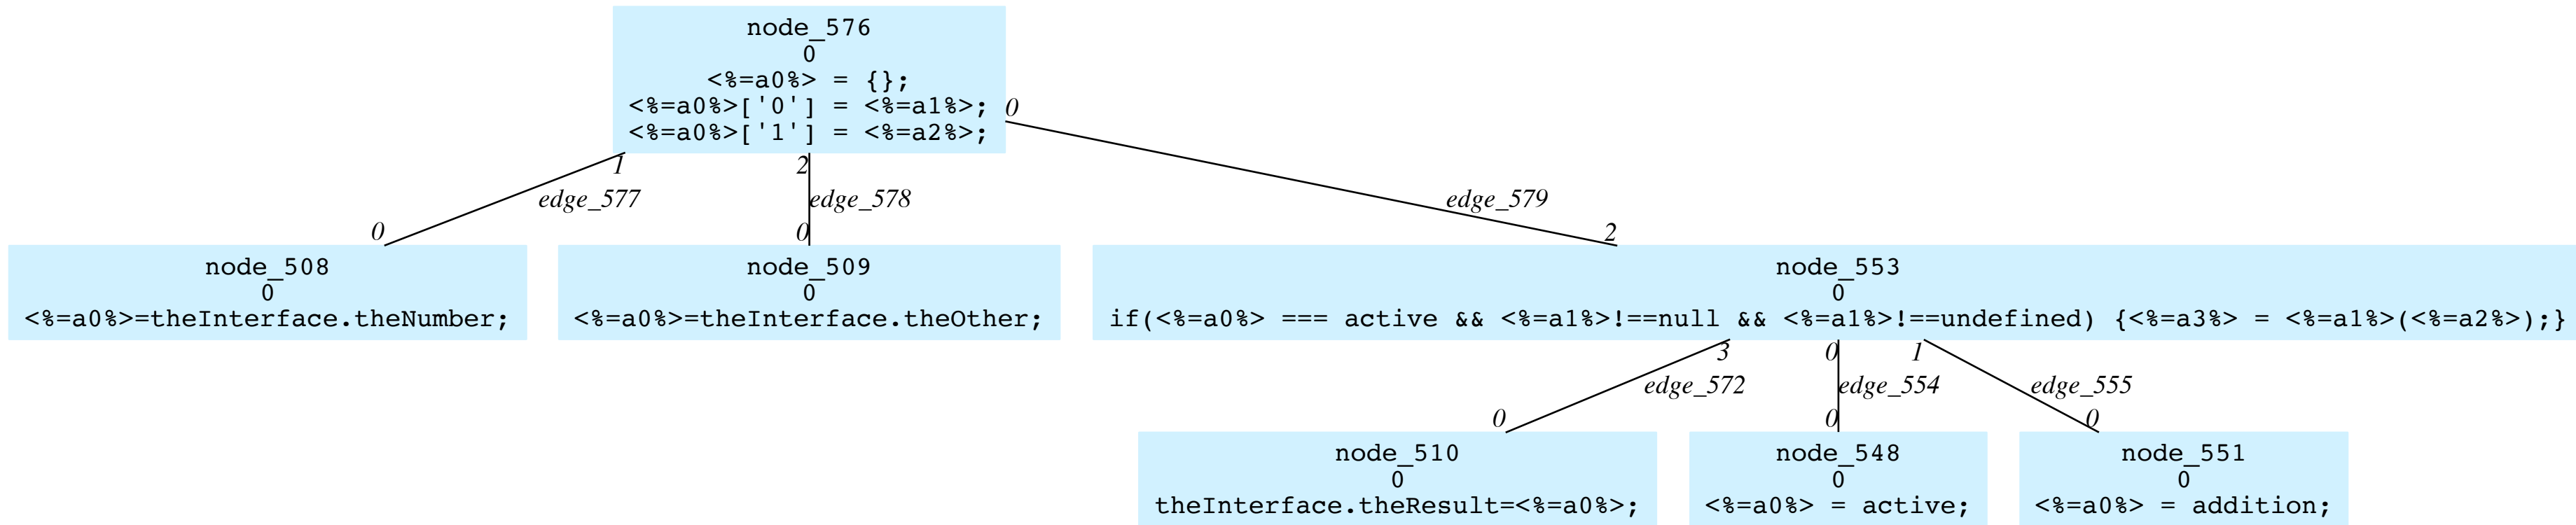 node_576
0
<%=a0%> = {};
<%=a0%>['0'] = <%=a1%>;
<%=a0%>['1'] = <%=a2%>;
0
1
2
edge_577
edge_578
edge_579
0
0
2
node_508
0
<%=a0%>=theInterface.theNumber;
node_509
0
<%=a0%>=theInterface.theOther;
node_553
0
if(<%=a0%> === active && <%=a1%>!==null && <%=a1%>!==undefined) {<%=a3%> = <%=a1%>(<%=a2%>);}
3
0
1
edge_572
edge_554
edge_555
0
0
0
node_510
0
theInterface.theResult=<%=a0%>;
node_548
0
<%=a0%> = active;
node_551
0
<%=a0%> = addition;